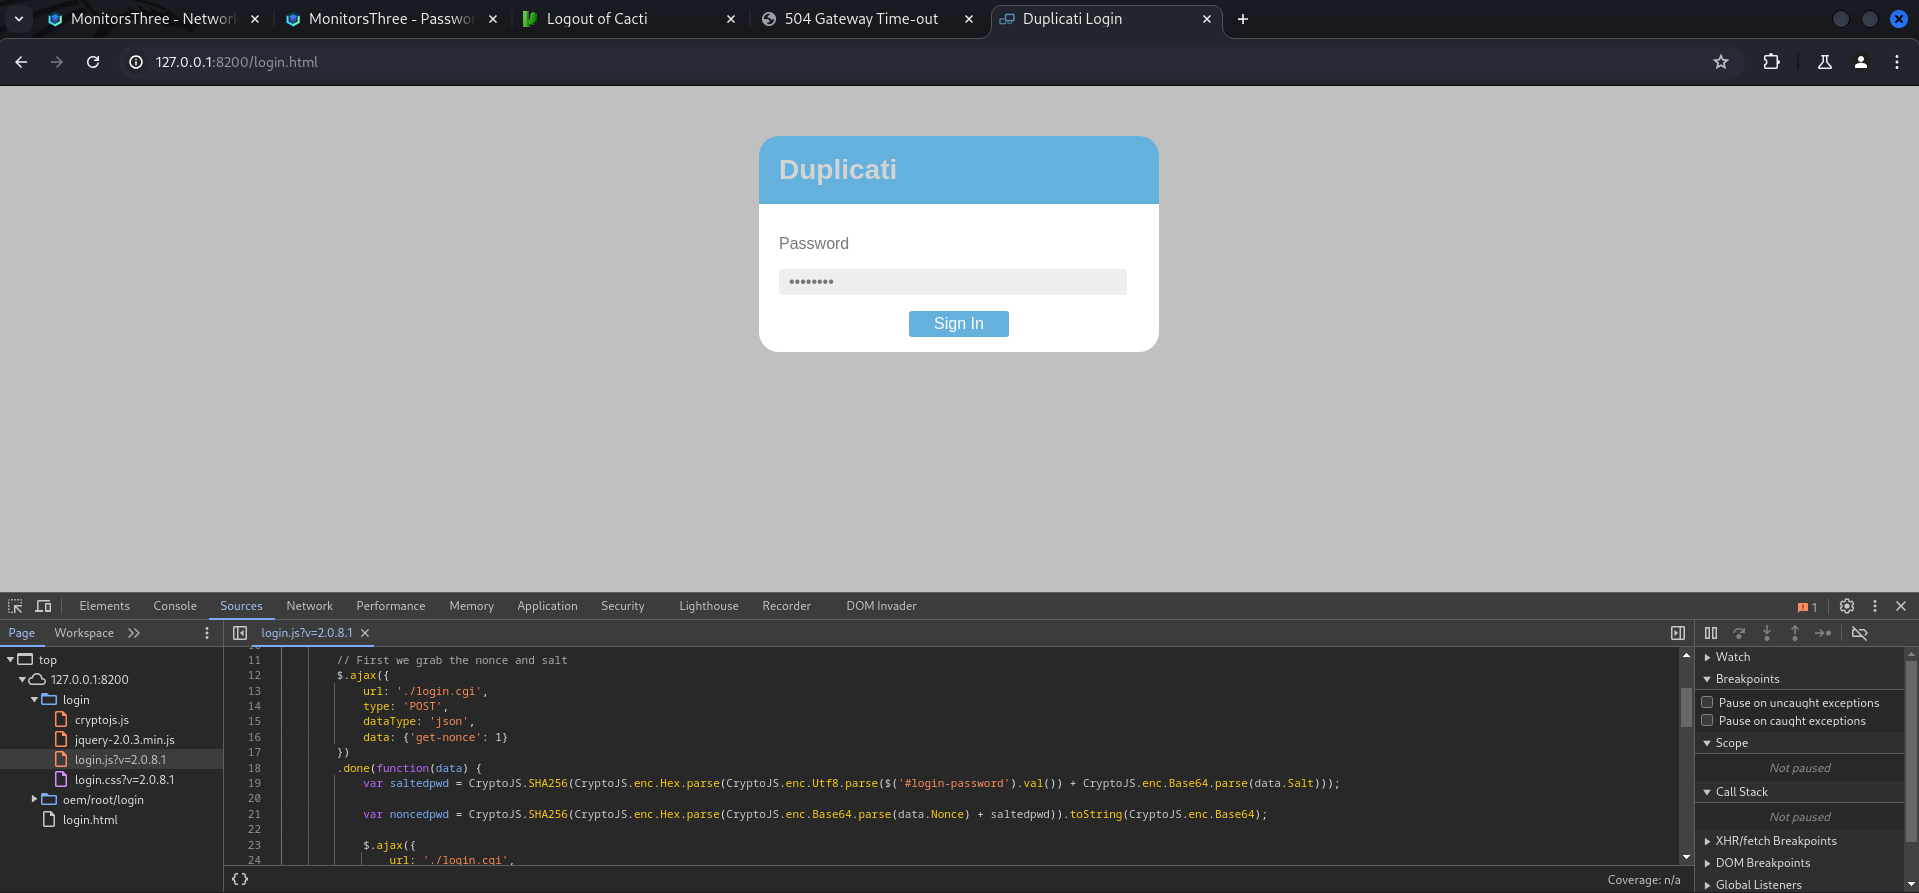 MonitorsThree - Network
MonitorsThree - Passwor
Logout of Cacti
504 Gateway Time-out
Duplicati Login
127.0.0.1:8200/login.html
Duplicati
Password
••••••••
Sign In
Elements Console Sources Network Performance Memory Application Security Lighthouse Recorder DOM Invader 1
Page Workspace
login.js?v=2.0.8.1
top
127.0.0.1:8200
login
cryptojs.js
jquery-2.0.3.min.js
login.js?v=2.0.8.1
login.css?v=2.0.8.1
oem/root/login
login.html
11 // First we grab the nonce and salt
12 $.ajax({
13 url: './login.cgi',
14 type: 'POST',
15 dataType: 'json',
16 data: {'get-nonce': 1}
17 })
18 .done(function(data) {
19 var saltedpwd = CryptoJS.SHA256(CryptoJS.enc.Hex.parse(CryptoJS.enc.Utf8.parse($('#login-password').val()) + CryptoJS.enc.Base64.parse(data.Salt)));
20
21 var noncedpwd = CryptoJS.SHA256(CryptoJS.enc.Hex.parse(CryptoJS.enc.Base64.parse(data.Nonce) + saltedpwd)).toString(CryptoJS.enc.Base64);
22
23 $.ajax({
24 url: './login.cgi',
{}
Coverage: n/a
Watch
Breakpoints
Pause on uncaught exceptions
Pause on caught exceptions
Scope
Not paused
Call Stack
Not paused
XHR/fetch Breakpoints
DOM Breakpoints
Global Listeners